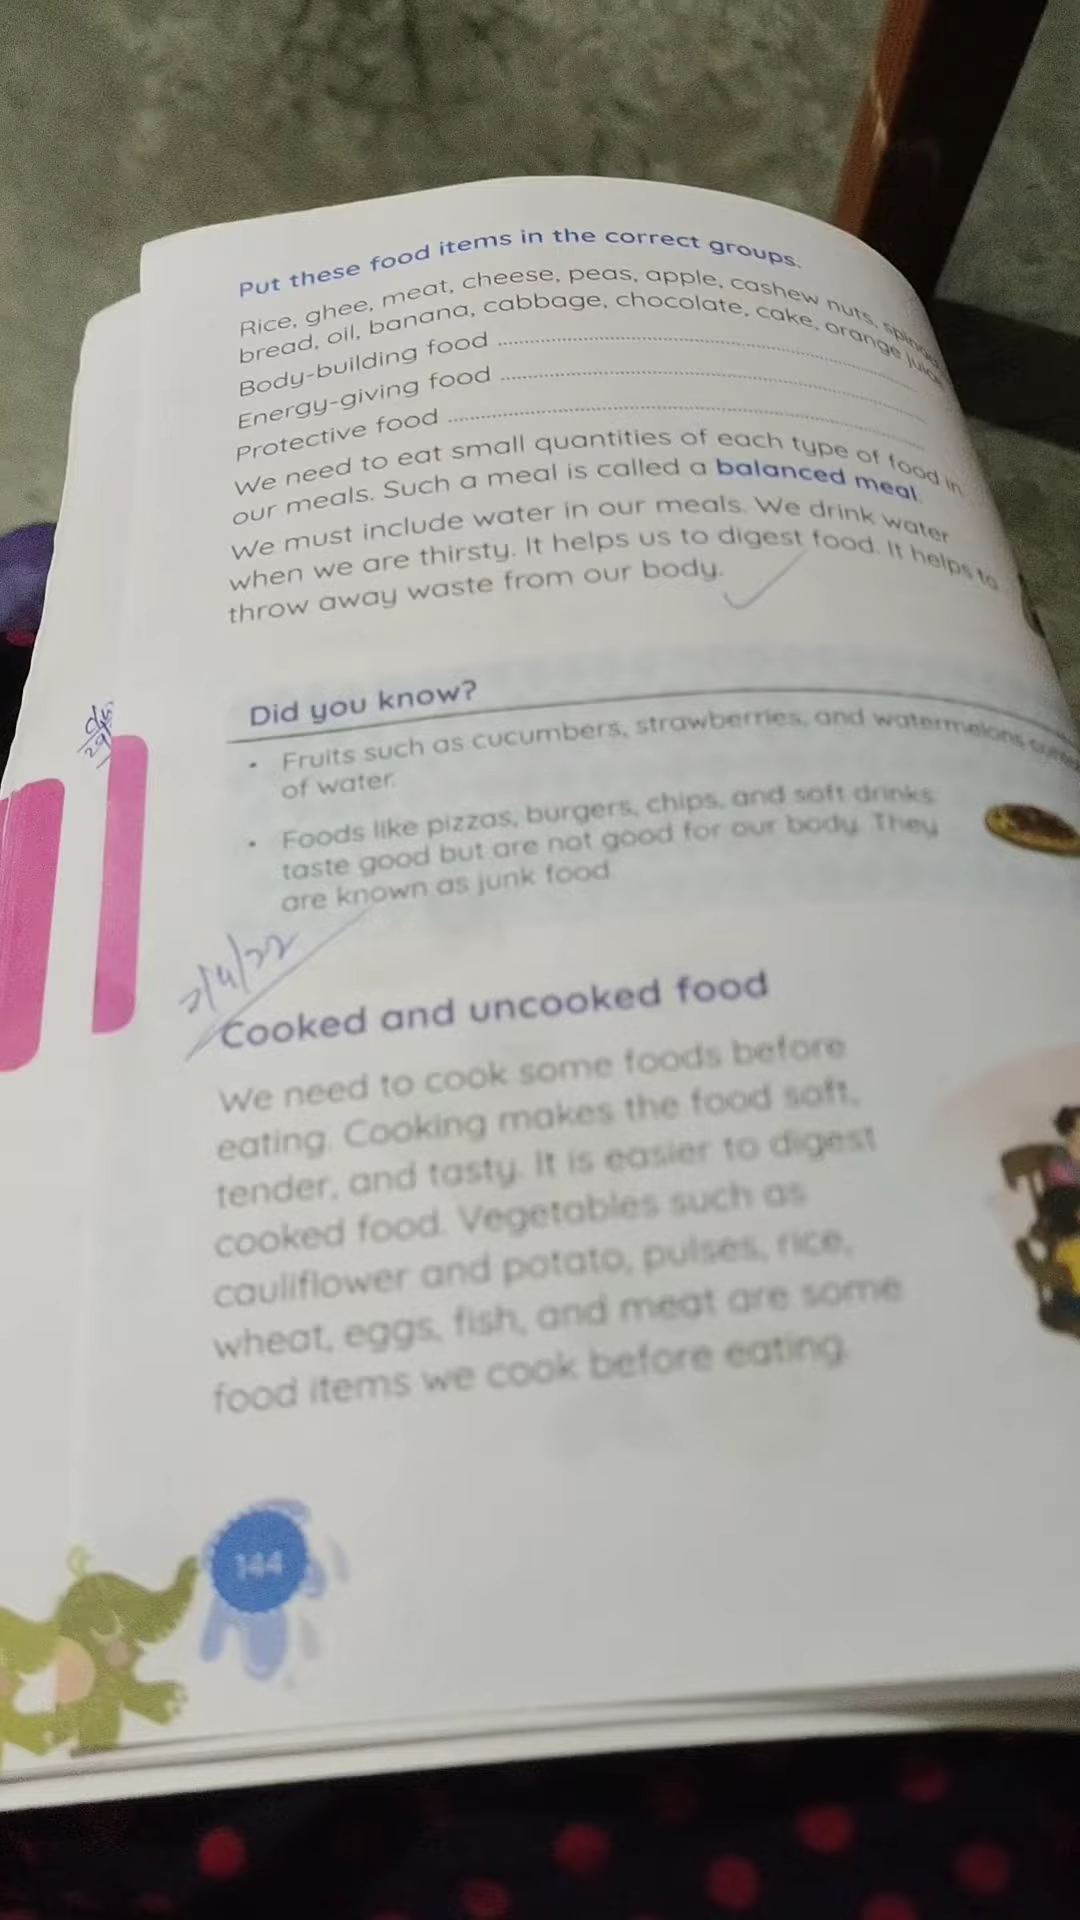 Put these food items in the correct groups.
Rice, ghee, meat, cheese, peas, apple, cashew nuts,
bread, oil, banana, cabbage, chocolate, cake, orange juice
Body-building food
Energy-giving food
Protective food
We need to eat small quantities of each type of food in
our meals. Such a meal is called a balanced meal.
We must include water in our meals. We drink water
when we are thirsty. It helps us to digest food. It helps to
throw away waste from our body.
Did you know?
• Fruits such as cucumbers, strawberries, and watermelons
of water.
• Foods like pizzas, burgers, chips, and soft drinks
taste good but are not good for our body. They
are known as junk food.
Cooked and uncooked food
We need to cook some foods before
eating. Cooking makes the food soft,
tender, and tasty. It is easier to digest
cooked food. Vegetables such as
cauliflower and potato, pulses, rice,
wheat, eggs, fish, and meat are some
food items we cook before eating.
144